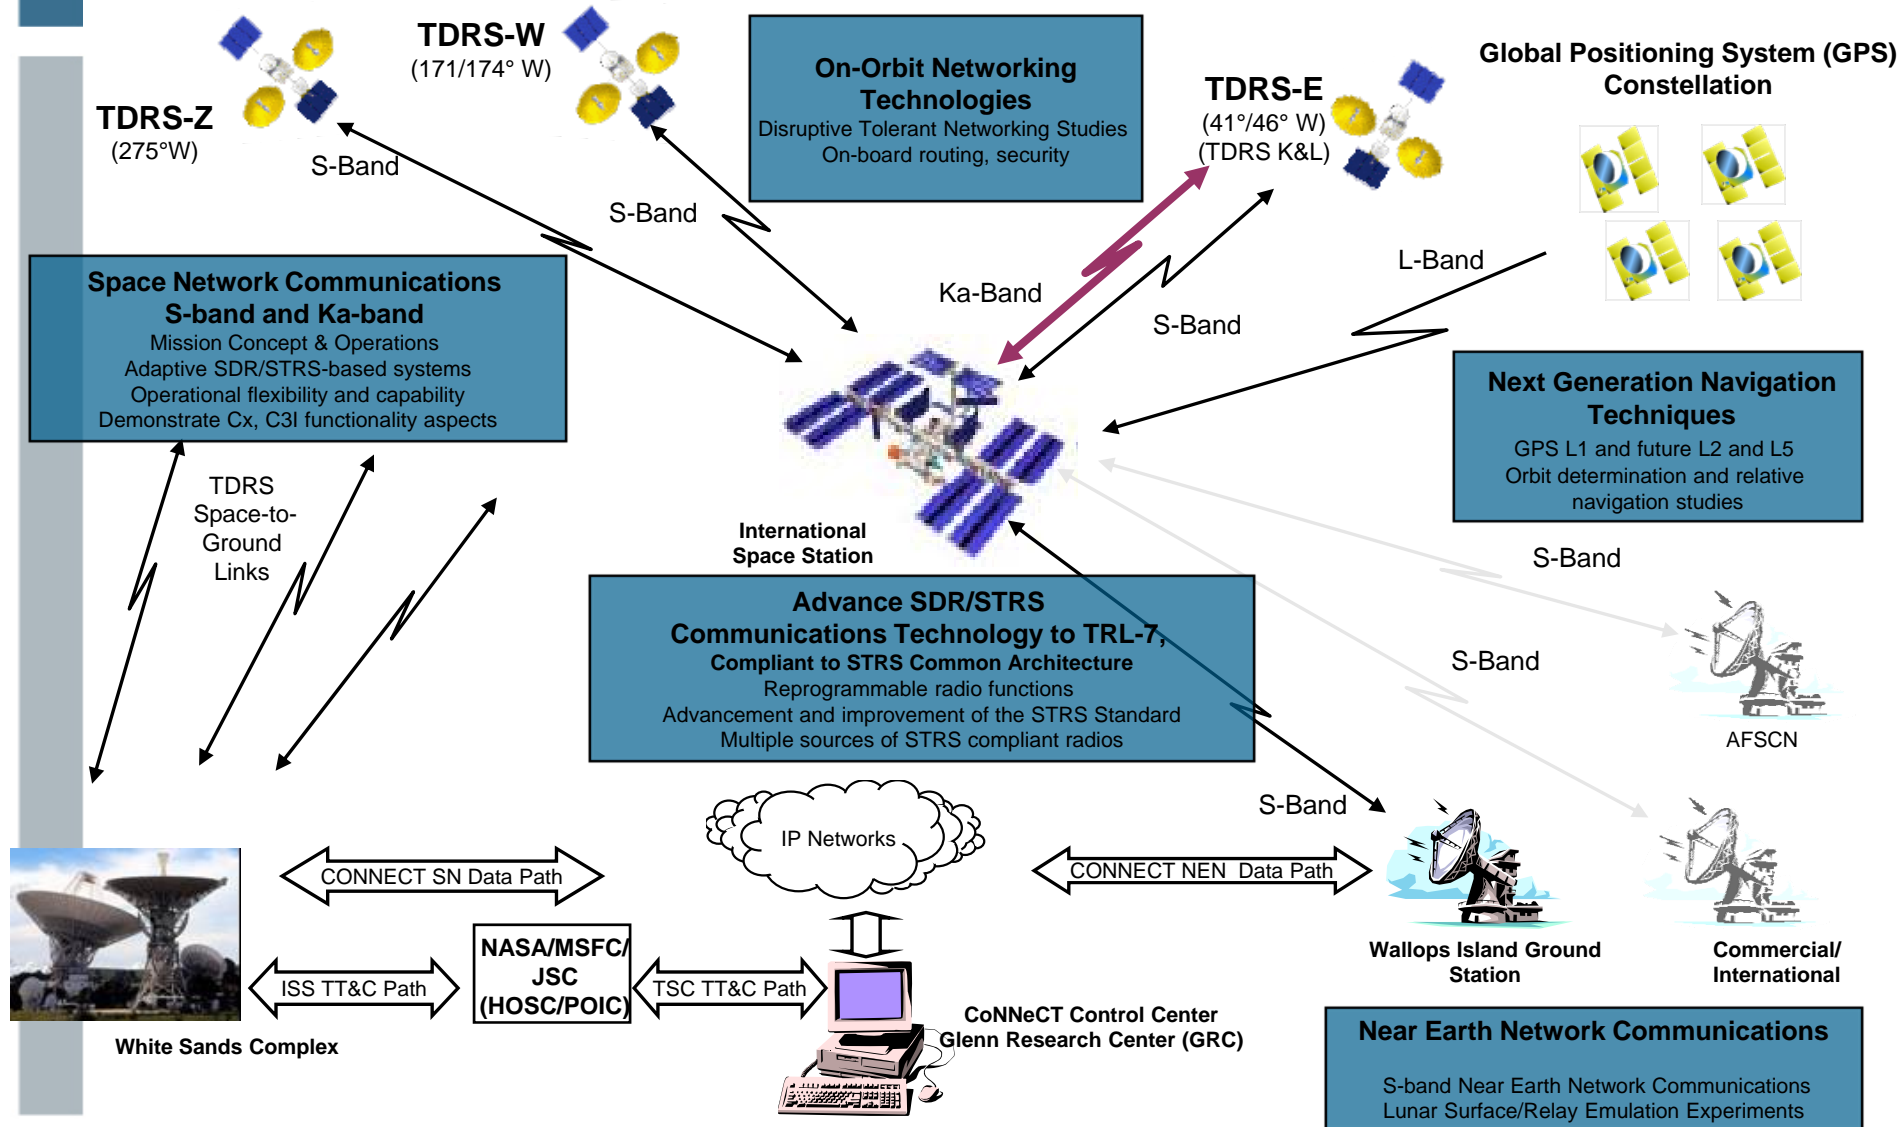 TDRS-W
(171/174° W)
TDRS-Z
(275°W)
On-Orbit Networking
Technologies
Disruptive Tolerant Networking Studies
On-board routing, security
TDRS-E
(41°/46° W)
(TDRS K&L)
Global Positioning System (GPS)
Constellation
S-Band
S-Band
Ka-Band
S-Band
L-Band
Space Network Communications
S-band and Ka-band
Mission Concept & Operations
Adaptive SDR/STRS-based systems
Operational flexibility and capability
Demonstrate Cx, C3I functionality aspects
Next Generation Navigation
Techniques
GPS L1 and future L2 and L5
Orbit determination and relative
navigation studies
TDRS
Space-to-
Ground
Links
International
Space Station
S-Band
S-Band
AFSCN
Advance SDR/STRS
Communications Technology to TRL-7,
Compliant to STRS Common Architecture
Reprogrammable radio functions
Advancement and improvement of the STRS Standard
Multiple sources of STRS compliant radios
S-Band
IP Networks
CONNECT SN Data Path
CONNECT NEN Data Path
NASA/MSFC/
JSC
(HOSC/POIC)
ISS TT&C Path
TSC TT&C Path
White Sands Complex
CoNNeCT Control Center
Glenn Research Center (GRC)
Wallops Island Ground
Station
Commercial/
International
Near Earth Network Communications
S-band Near Earth Network Communications
Lunar Surface/Relay Emulation Experiments